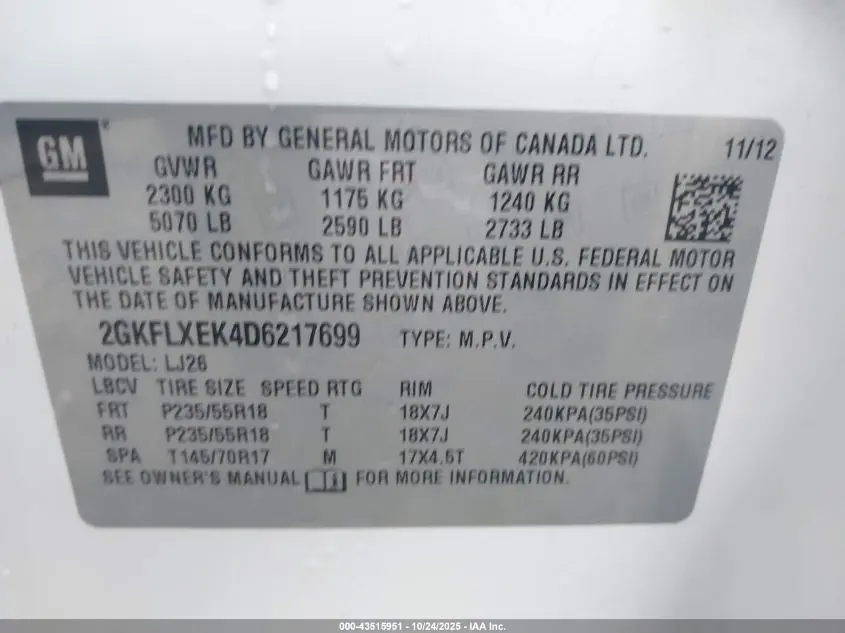 GM
MFD BY GENERAL MOTORS OF CANADA LTD. 11/12
GVWR GAWR FRT GAWR RR
2300 KG 1175 KG 1240 KG
5070 LB 2590 LB 2733 LB
THIS VEHICLE CONFORMS TO ALL APPLICABLE U.S. FEDERAL MOTOR
VEHICLE SAFETY AND THEFT PREVENTION STANDARDS IN EFFECT ON
THE DATE OF MANUFACTURE SHOWN ABOVE.
2GKFLXEK4D6217699 TYPE: M.P.V.
MODEL: LJ26
LBCV TIRE SIZE SPEED RTG RIM COLD TIRE PRESSURE
FRT P235/55R18 T 18X7J 240KPA(35PSI)
RR P235/55R18 T 18X7J 240KPA(35PSI)
SPA T145/70R17 M 17X4.5T 420KPA(60PSI)
SEE OWNER'S MANUAL FOR MORE INFORMATION.
000-43515951 - 10/24/2025 - IAA Inc.